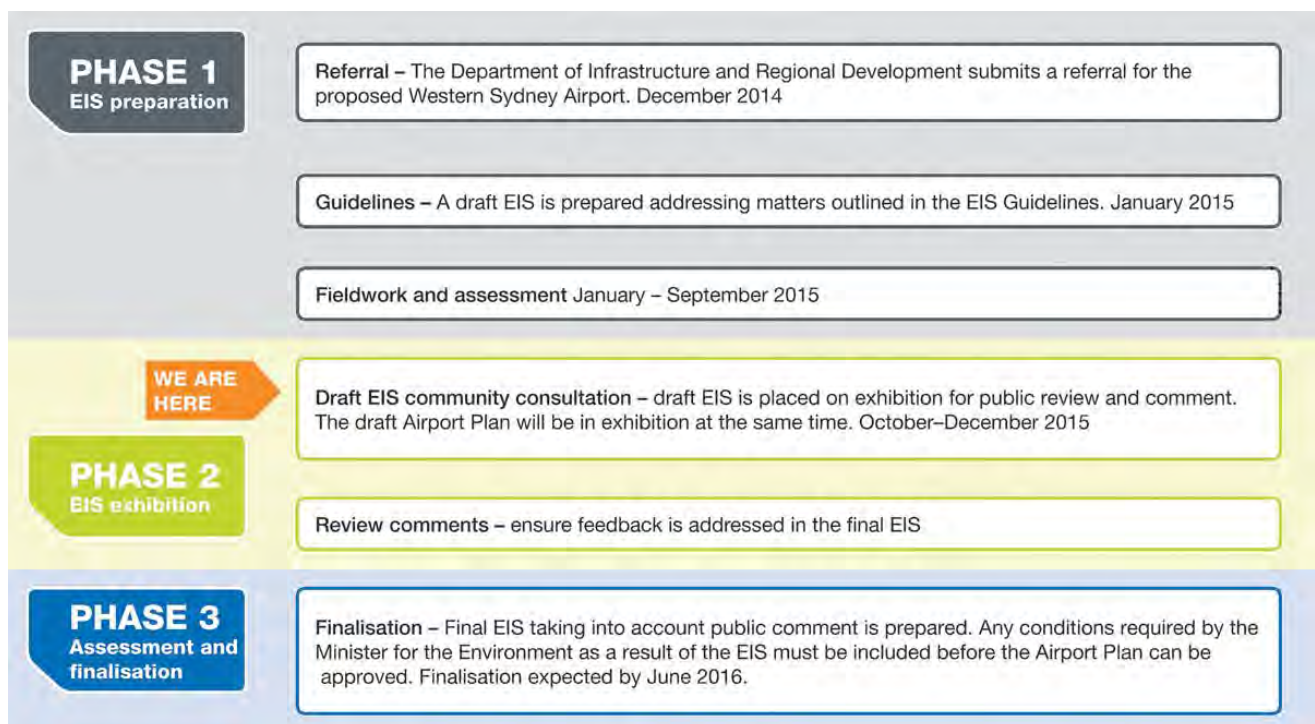 PHASE 1
EIS preparation
Referral – The Department of Infrastructure and Regional Development submits a referral for the
proposed Western Sydney Airport. December 2014
Guidelines – A draft EIS is prepared addressing matters outlined in the EIS Guidelines. January 2015
Fieldwork and assessment January – September 2015
WE ARE
HERE
Draft EIS community consultation – draft EIS is placed on exhibition for public review and comment.
The draft Airport Plan will be in exhibition at the same time. October–December 2015
PHASE 2
EIS exhibition
Review comments – ensure feedback is addressed in the final EIS
PHASE 3
Assessment and
finalisation
Finalisation – Final EIS taking into account public comment is prepared. Any conditions required by the
Minister for the Environment as a result of the EIS must be included before the Airport Plan can be
approved. Finalisation expected by June 2016.